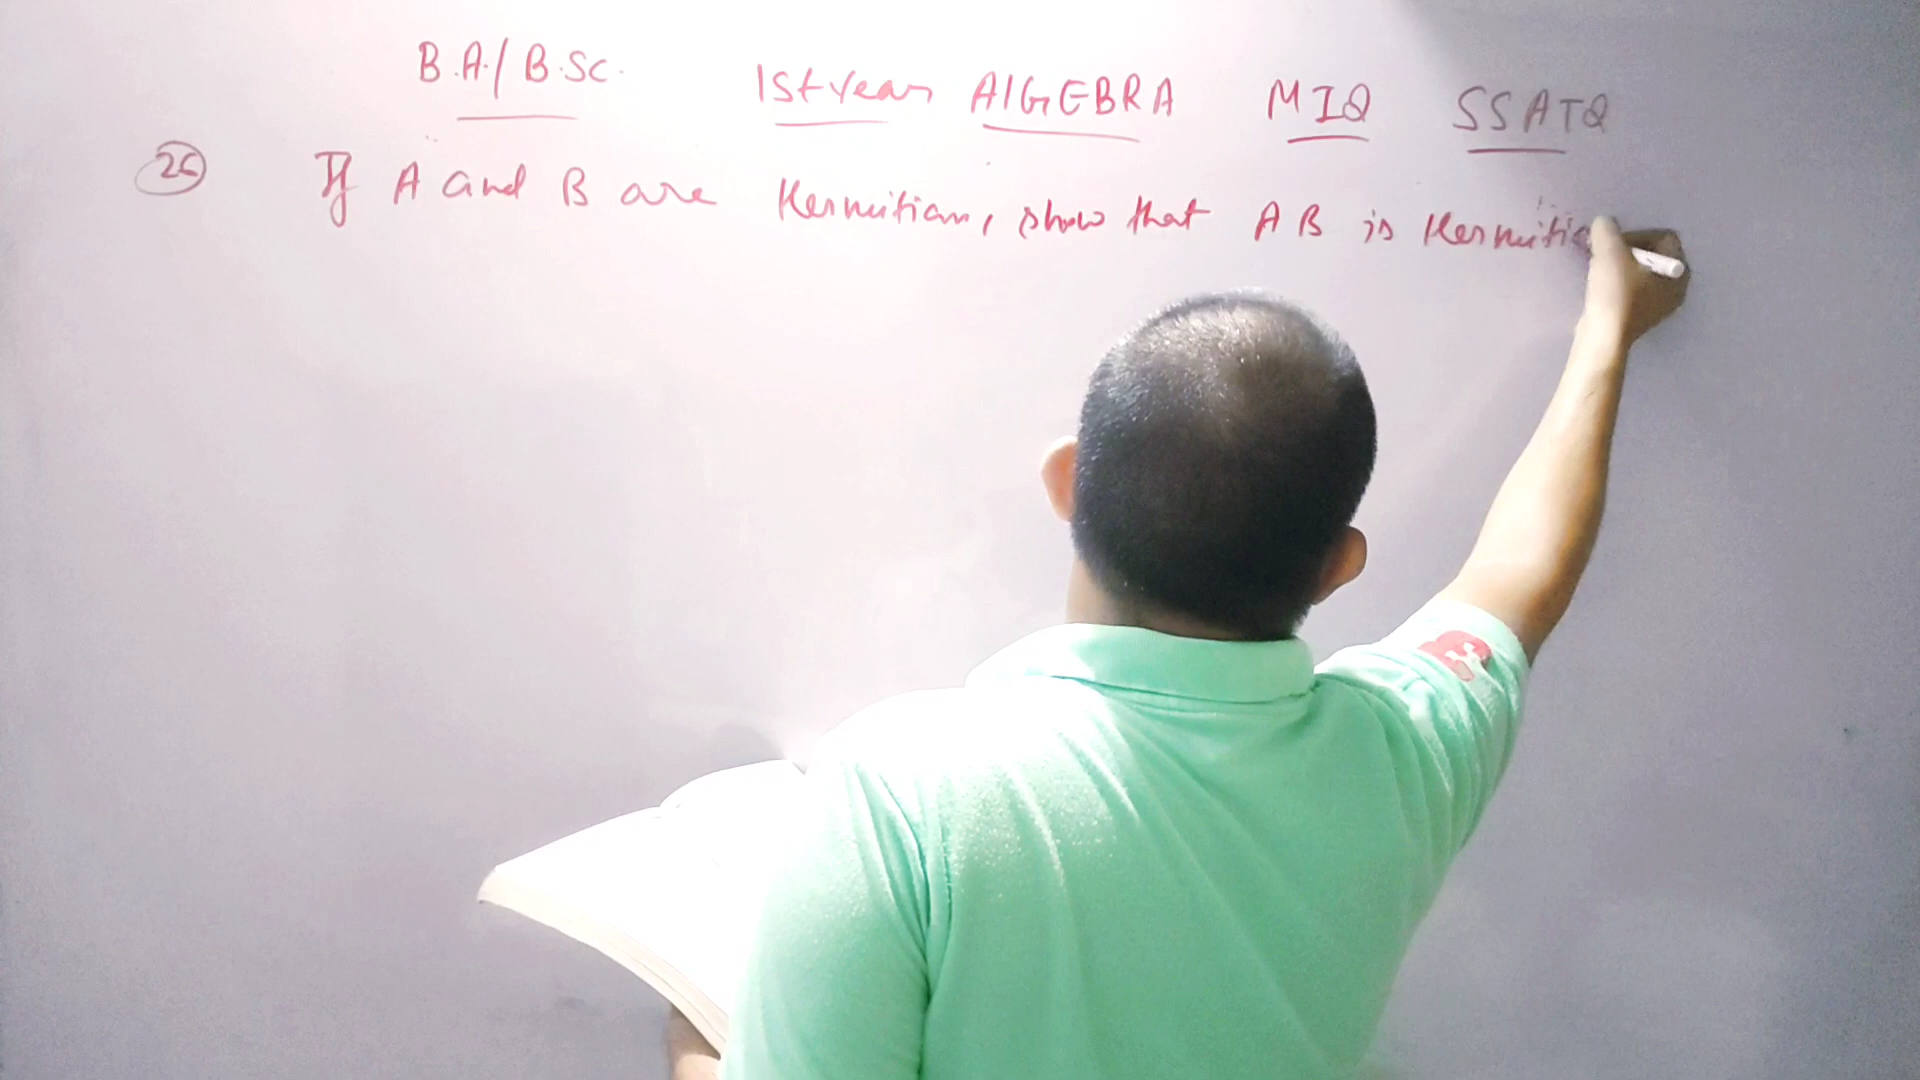 B.A./B.Sc. 1st year ALGEBRA MIQ SSATQ
26 If A and B are Hermitian, show that AB is Hermitia